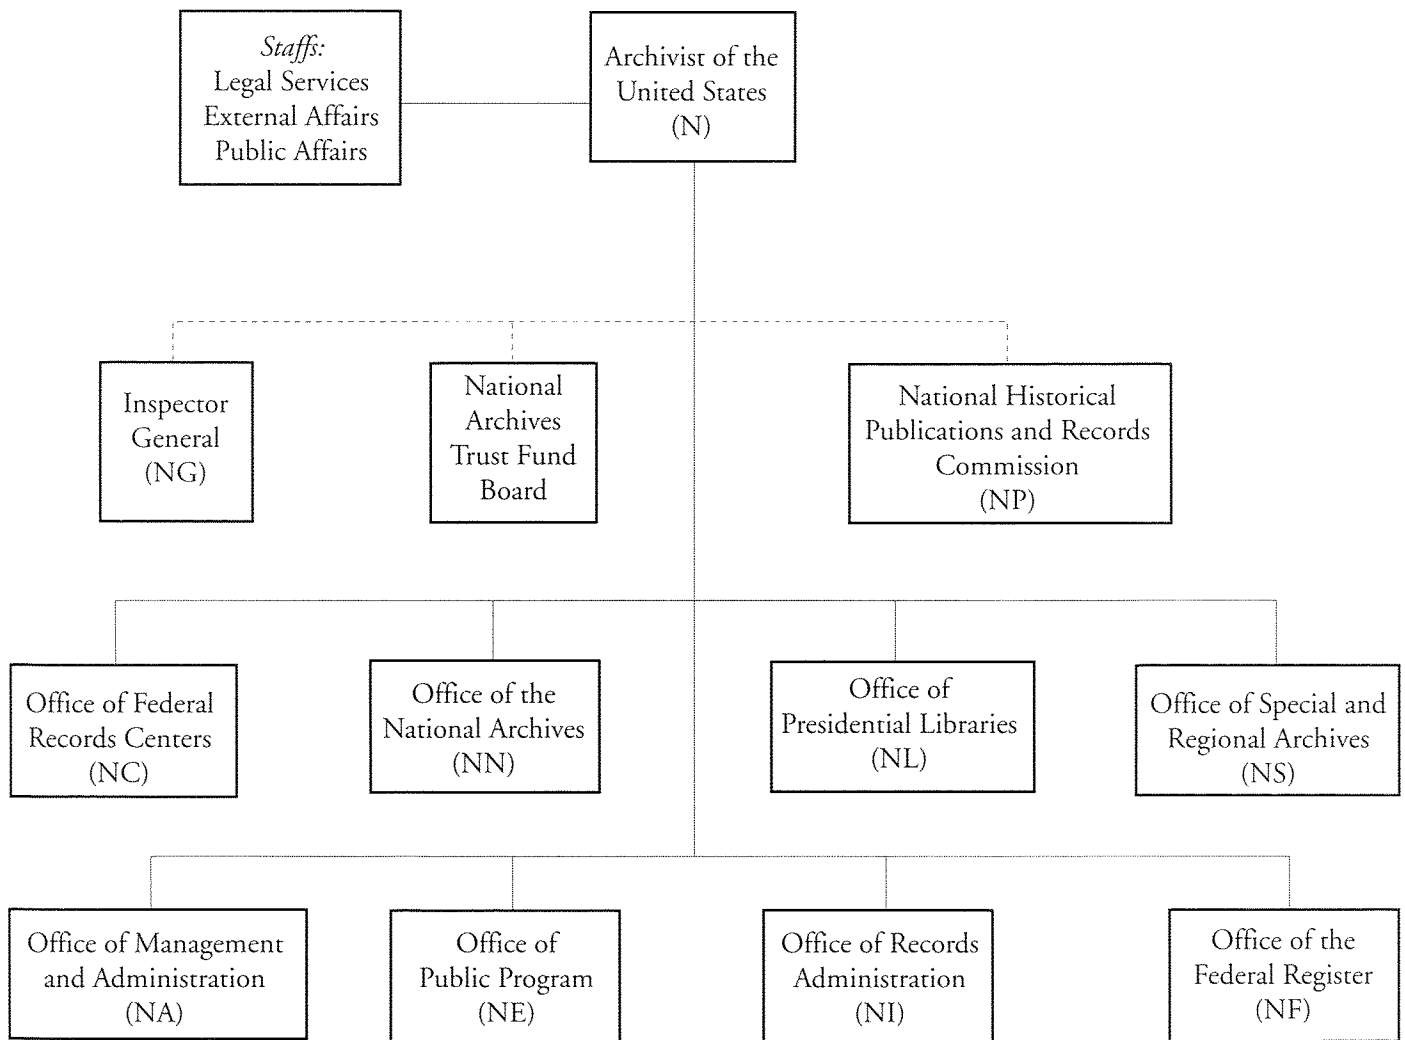 Staffs:
Legal Services
External Affairs
Public Affairs
Archivist of the
United States
(N)
Inspector
General
(NG)
National
Archives
Trust Fund
Board
National Historical
Publications and Records
Commission
(NP)
Office of Federal
Records Centers
(NC)
Office of the
National Archives
(NN)
Office of
Presidential Libraries
(NL)
Office of Special and
Regional Archives
(NS)
Office of Management
and Administration
(NA)
Office of
Public Program
(NE)
Office of Records
Administration
(NI)
Office of the
Federal Register
(NF)